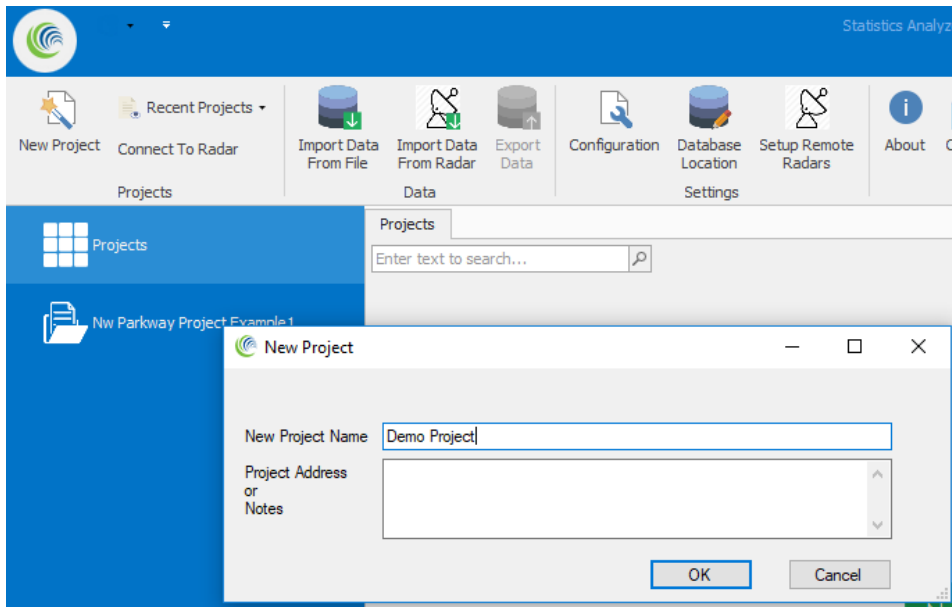 Statistics Analyz
New Project
Recent Projects
Connect To Radar
Import Data
From File
Import Data
From Radar
Export
Data
Configuration
Database
Location
Setup Remote
Radars
About
Projects
Data
Settings
Projects
Nw Parkway Project Example1
Projects
Enter text to search...
New Project
New Project Name
Demo Project
Project Address
or
Notes
OK
Cancel